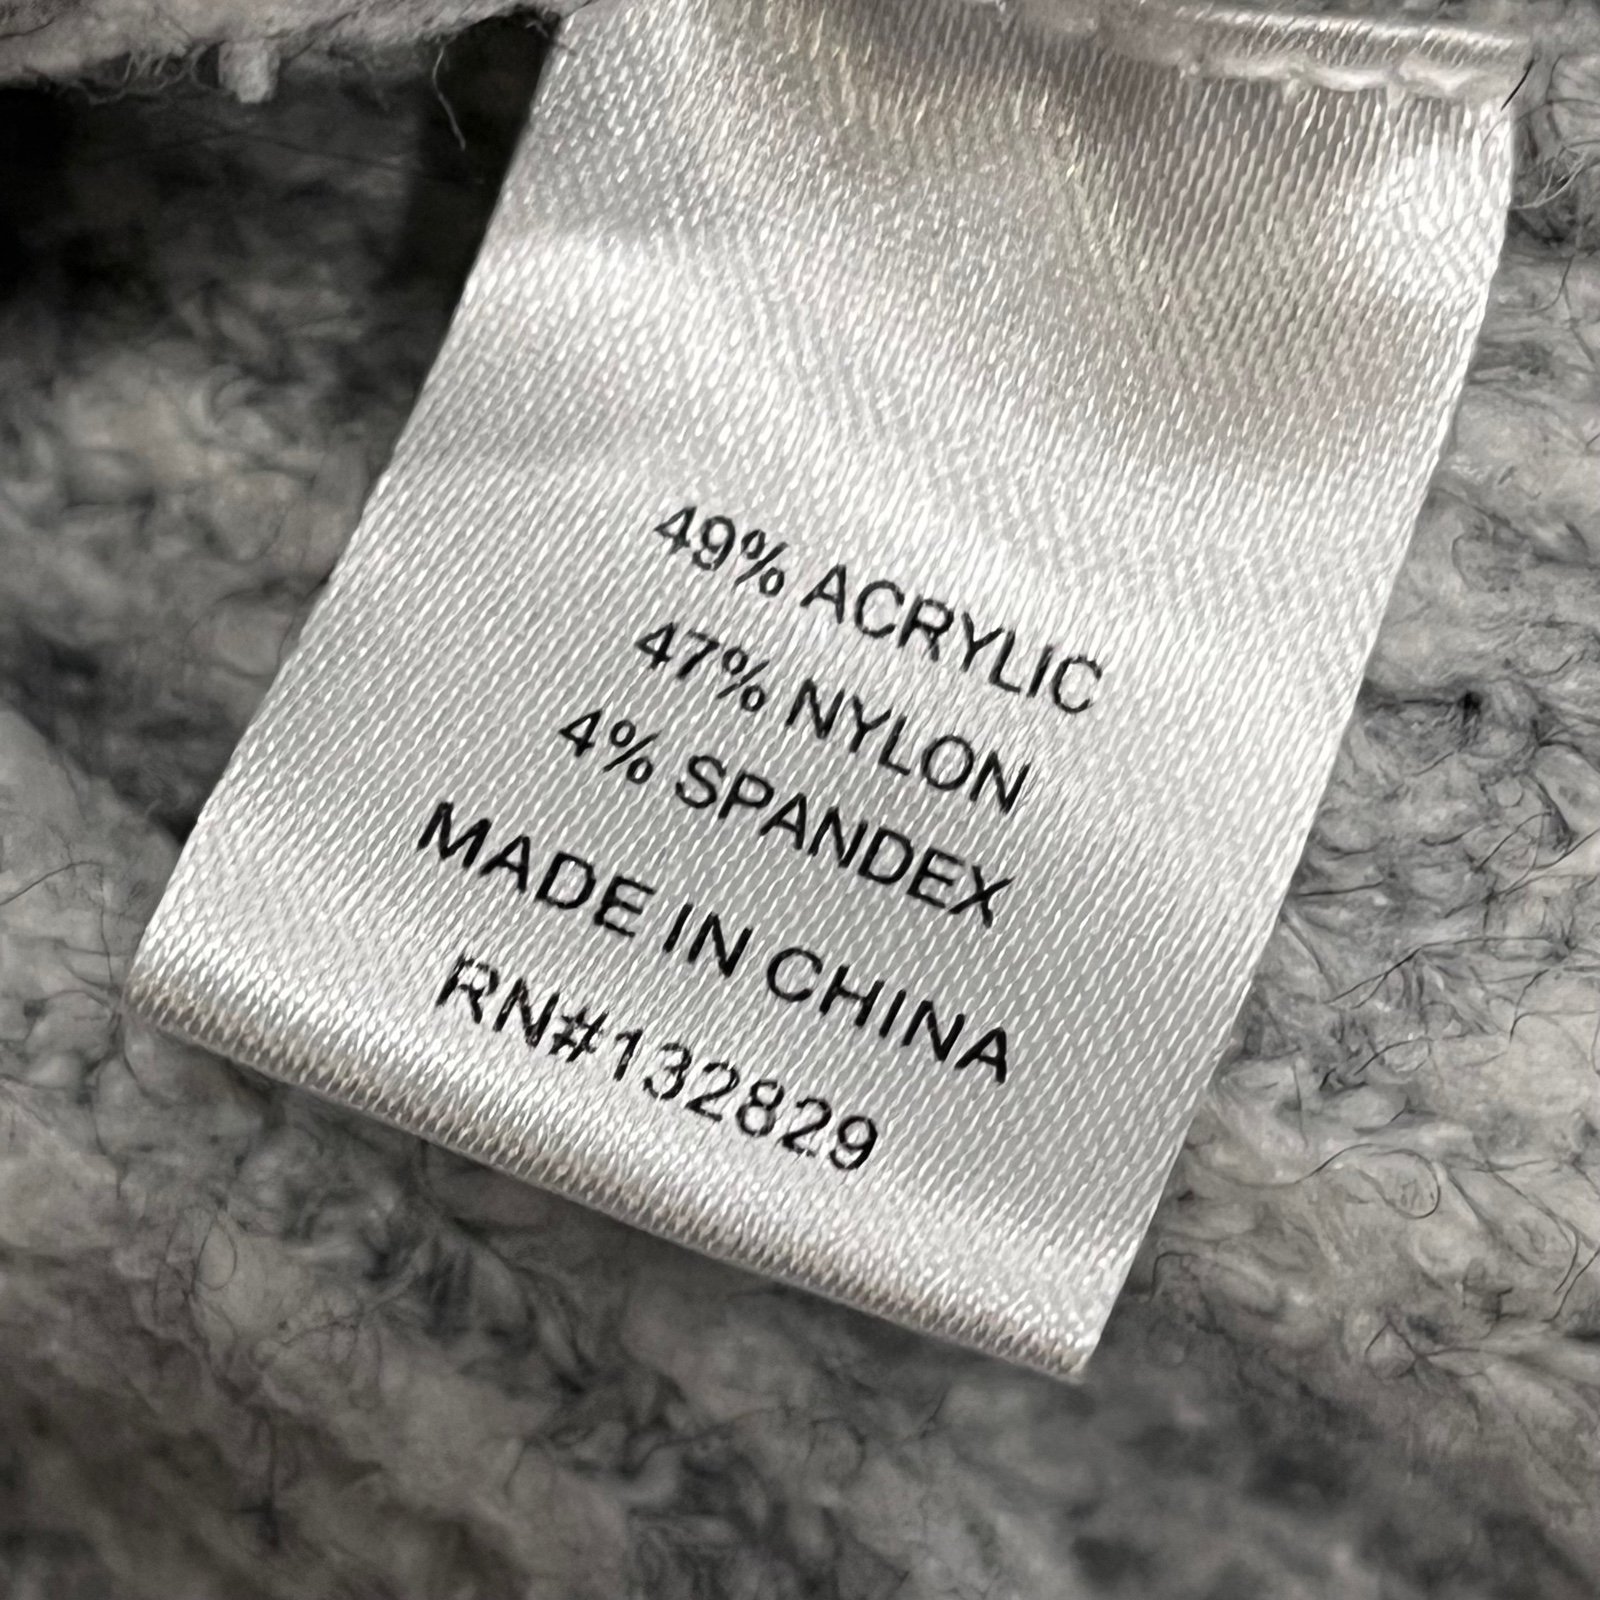 49% ACRYLIC
47% NYLON
4% SPANDEX
MADE IN CHINA
RN#132829